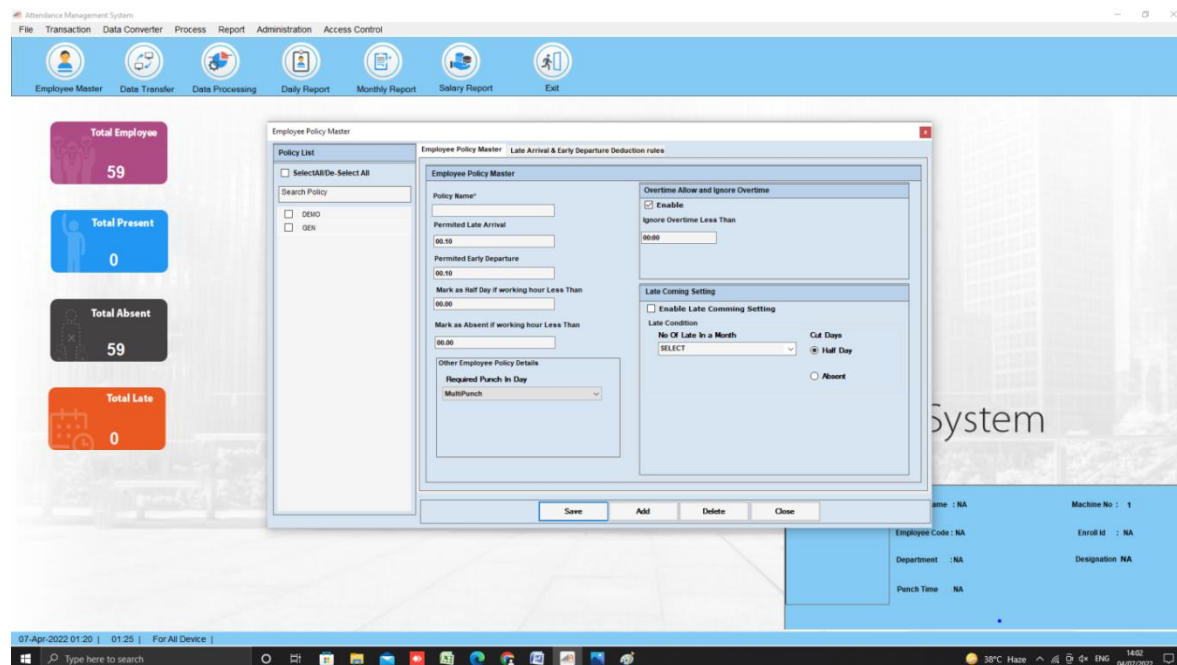 Attendance Management System
File Transaction Data Converter Process Report Administration Access Control
Employee Master Data Transfer Data Processing Daily Report Monthly Report Salary Report Exit
Total Employee
59
Total Present
0
Total Absent
59
Total Late
0
Employee Policy Master
x
Policy List
SelectAll/De-Select All
Search Policy
DEMO
GEN
Employee Policy Master Late Arrival & Early Departure Deduction rules
Employee Policy Master
Policy Name*
Permited Late Arrival
00.10
Permited Early Departure
00.10
Mark as Half Day if working hour Less Than
00.00
Mark as Absent if working hour Less Than
00.00
Other Employee Policy Details
Required Punch In Day
MultiPunch
Overtime Allow and Ignore Overtime
Enable
Ignore Overtime Less Than
00:00
Late Coming Setting
Enable Late Comming Setting
Late Condition
No Of Late In a Month Cut Days
SELECT Half Day
Absent
Save Add Delete Close
System
ame : NA Machine No : 1
Employee Code : NA Enroll Id : NA
Department : NA Designation NA
Punch Time NA
07-Apr-2022 01:20 | 01:25 | For All Device |
Type here to search
38°C Haze ENG
14:02
04/07/2022